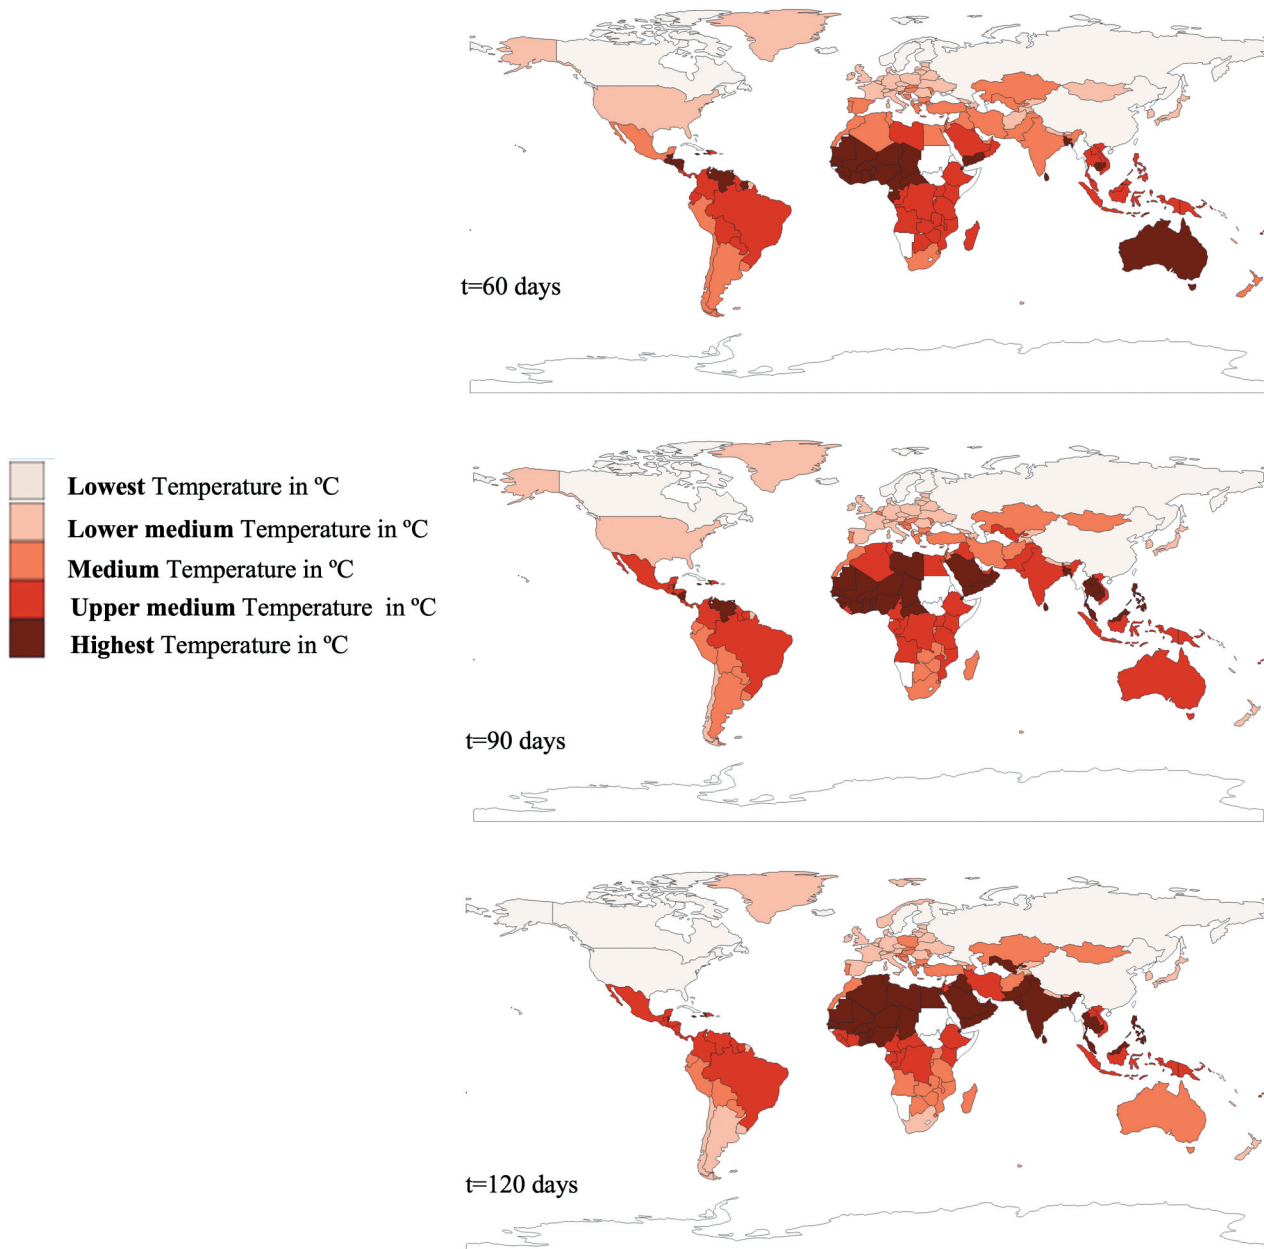 t=60 days
Lowest Temperature in ºC
Lower medium Temperature in ºC
Medium Temperature in ºC
Upper medium Temperature in ºC
Highest Temperature in ºC
t=90 days
t=120 days